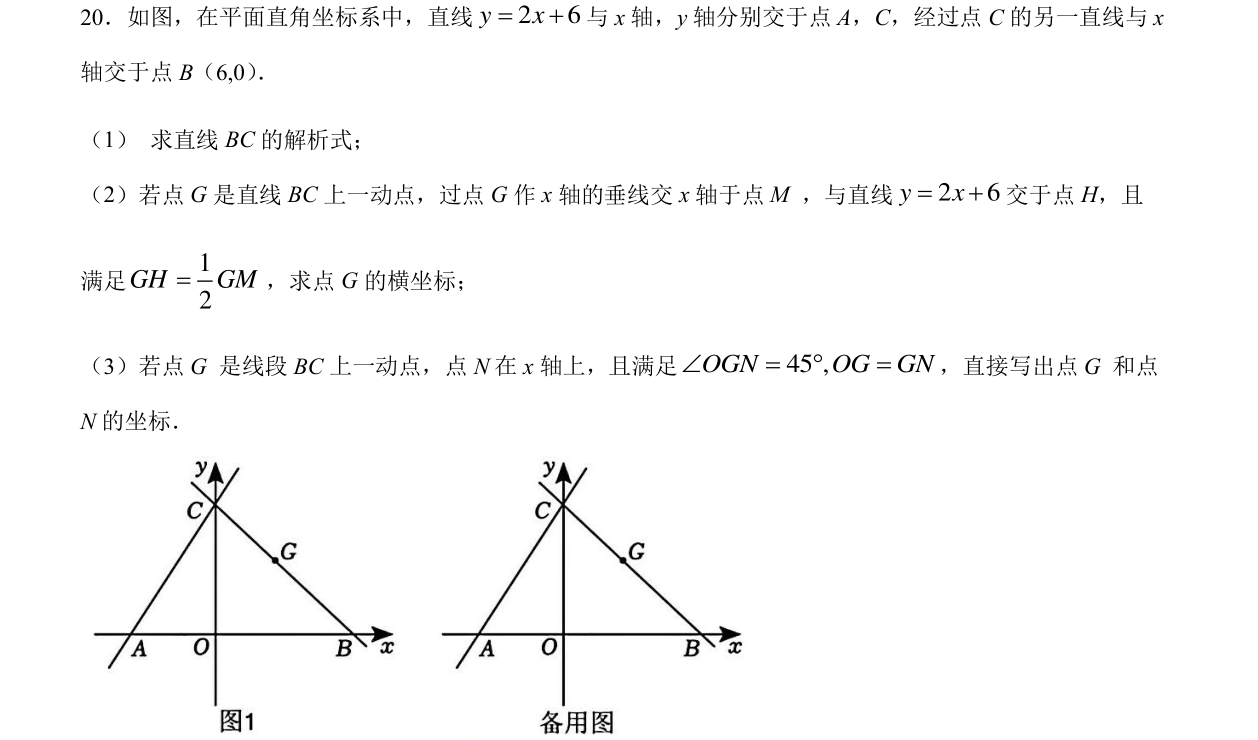 20．如图，在平面直角坐标系中，直线 y = 2x+6 与 x 轴，y 轴分别交于点 A，C，经过点 C 的另一直线与 x
轴交于点 B（6,0）．
（1） 求直线 BC 的解析式；
（2）若点 G 是直线 BC 上一动点，过点 G 作 x 轴的垂线交 x 轴于点 M ，与直线 y = 2x+6 交于点 H，且
满足 GH = 1/2 GM ，求点 G 的横坐标；
（3）若点 G 是线段 BC 上一动点，点 N 在 x 轴上，且满足 ∠OGN = 45°, OG = GN ，直接写出点 G 和点
N 的坐标．
y y
C C
G G
A O B x A O B x
图1 备用图